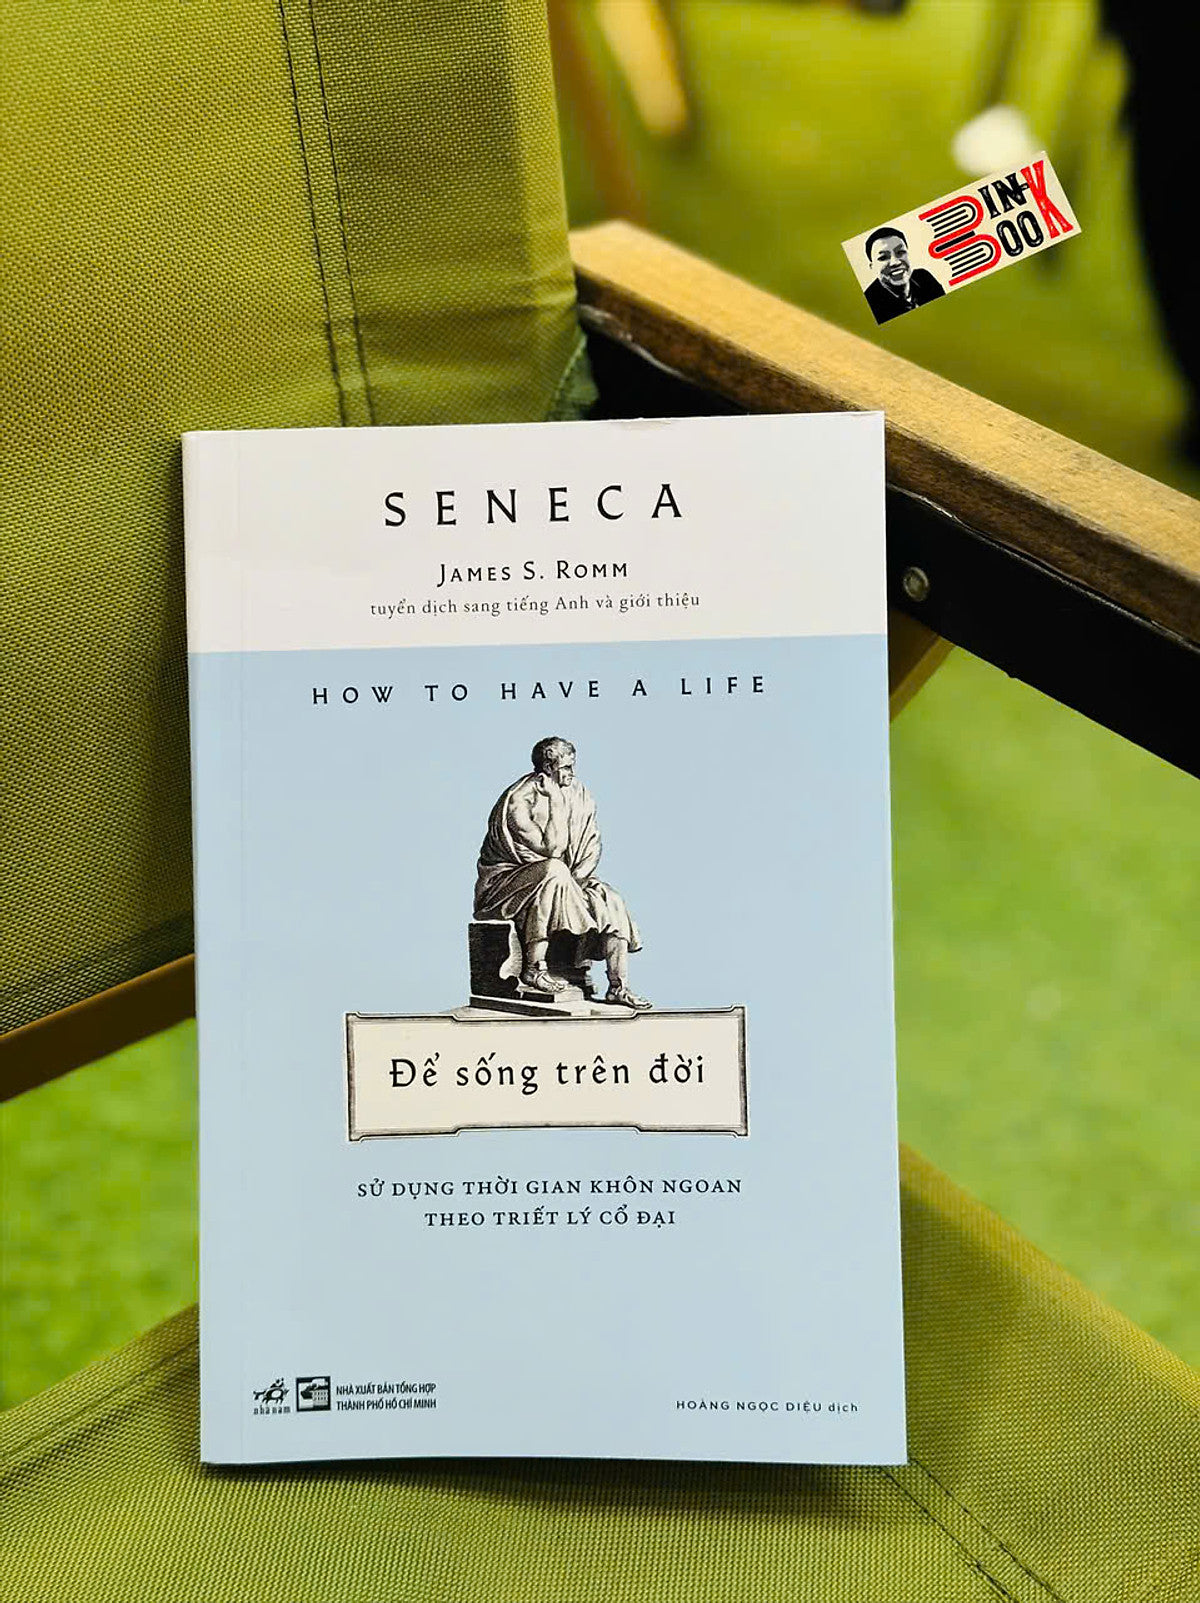 BIN-
BOOK
SENECA
JAMES S. ROMM
tuyển dịch sang tiếng Anh và giới thiệu
HOW TO HAVE A LIFE
Để sống trên đời
SỬ DỤNG THỜI GIAN KHÔN NGOAN
THEO TRIẾT LÝ CỔ ĐẠI
nhã nam
NHÀ XUẤT BẢN TỔNG HỢP
THÀNH PHỐ HỒ CHÍ MINH
HOÀNG NGỌC DIỆU dịch